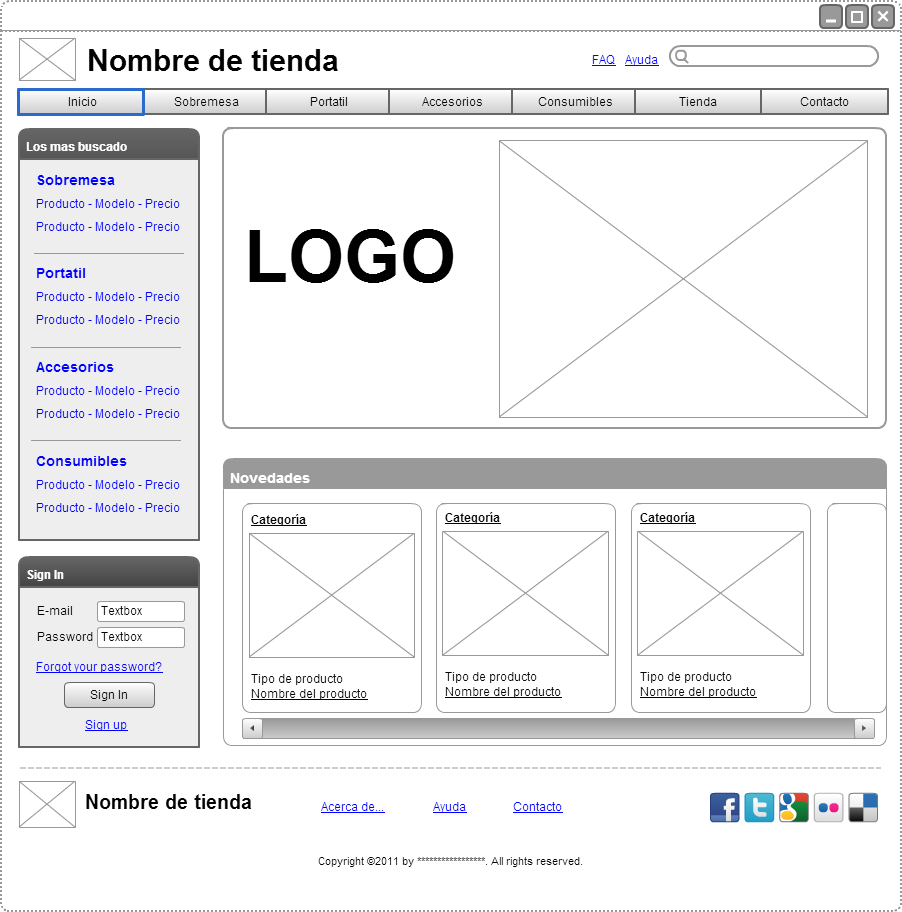 Nombre de tienda
FAQ Ayuda
Inicio Sobremesa Portatil Accesorios Consumibles Tienda Contacto
Los mas buscado
Sobremesa
Producto - Modelo - Precio
Producto - Modelo - Precio
Portatil
Producto - Modelo - Precio
Producto - Modelo - Precio
Accesorios
Producto - Modelo - Precio
Producto - Modelo - Precio
Consumibles
Producto - Modelo - Precio
Producto - Modelo - Precio
Sign In
E-mail Textbox
Password Textbox
Forgot your password?
Sign In
Sign up
LOGO
Novedades
Categoría
Tipo de producto
Nombre del producto
Categoría
Tipo de producto
Nombre del producto
Categoría
Tipo de producto
Nombre del producto
Nombre de tienda
Acerca de... Ayuda Contacto
Copyright ©2011 by *****************. All rights reserved.